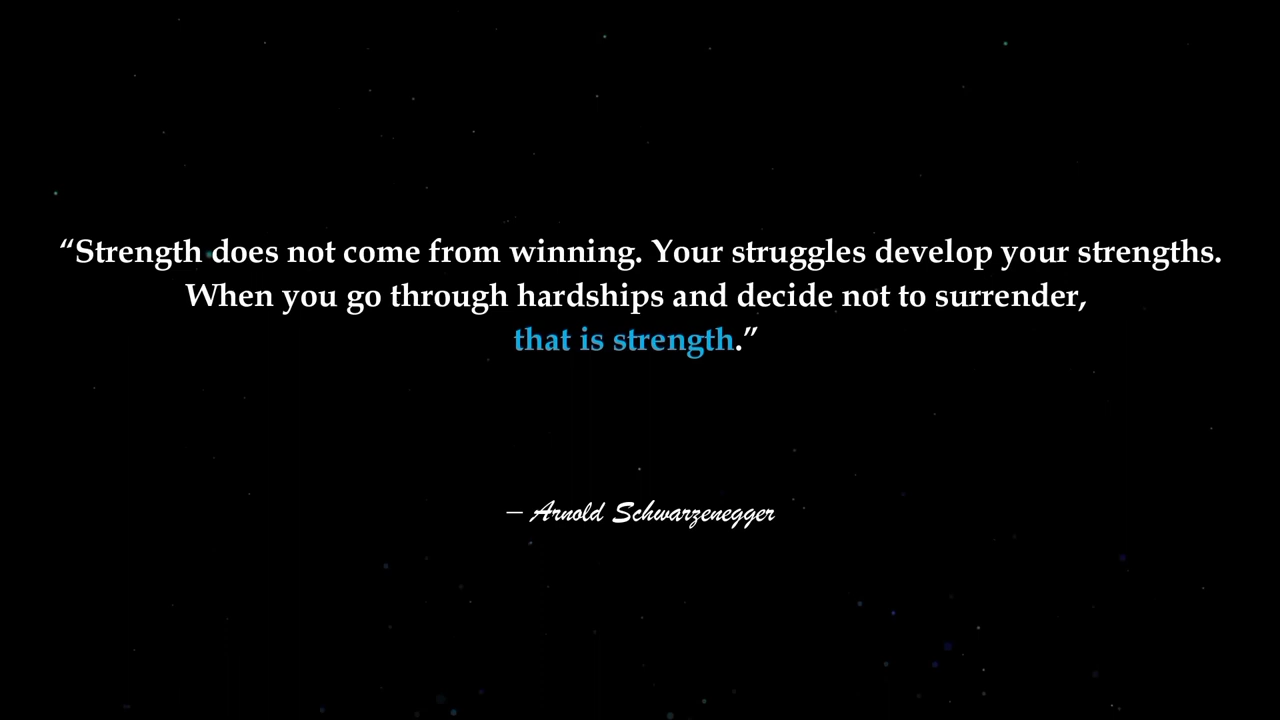 “Strength does not come from winning. Your struggles develop your strengths.
When you go through hardships and decide not to surrender,
that is strength.”
– Arnold Schwarzenegger